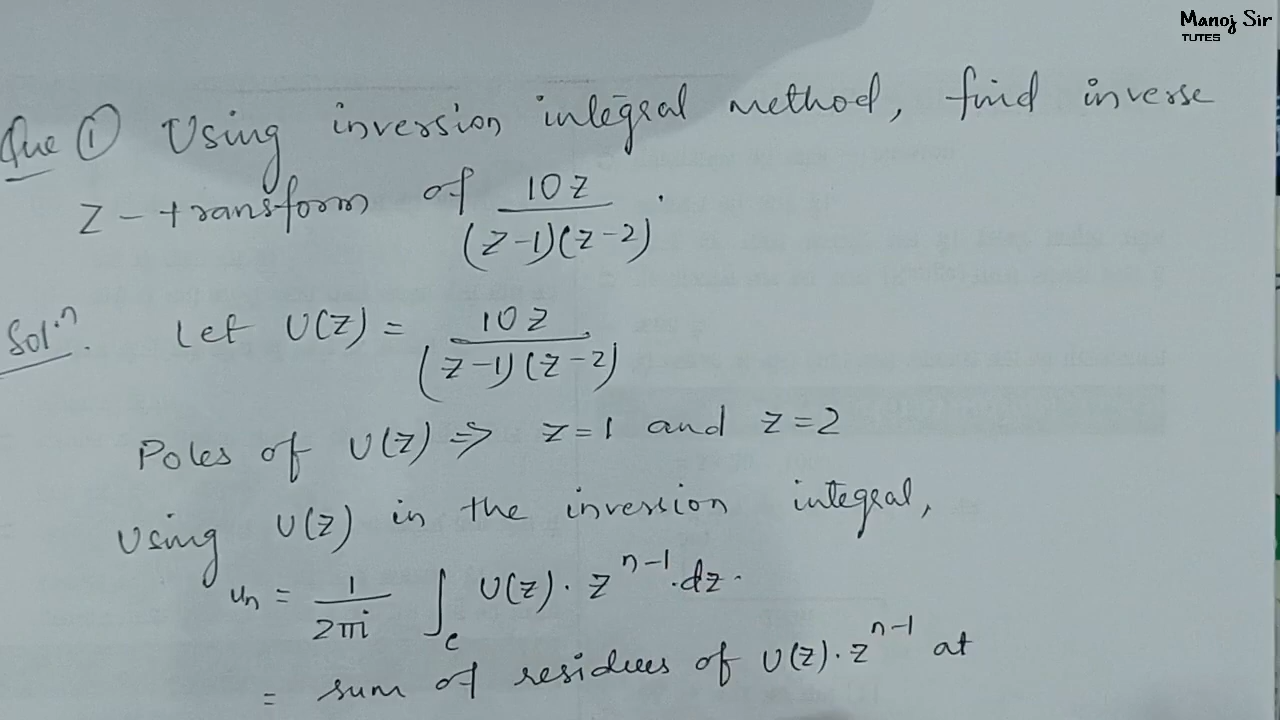 Manoj Sir
TUTES
Que ① Using inversion integral method, find inverse
Z-transform of 10z / (z-1)(z-2).
Sol.ⁿ. Let U(z) = 10z / (z-1)(z-2).
Poles of U(z) ⇒ z=1 and z=2
Using U(z) in the inversion integral,
uₙ = 1/2πi ∫_c U(z). z^(n-1).dz.
= sum of residues of U(z). z^(n-1) at